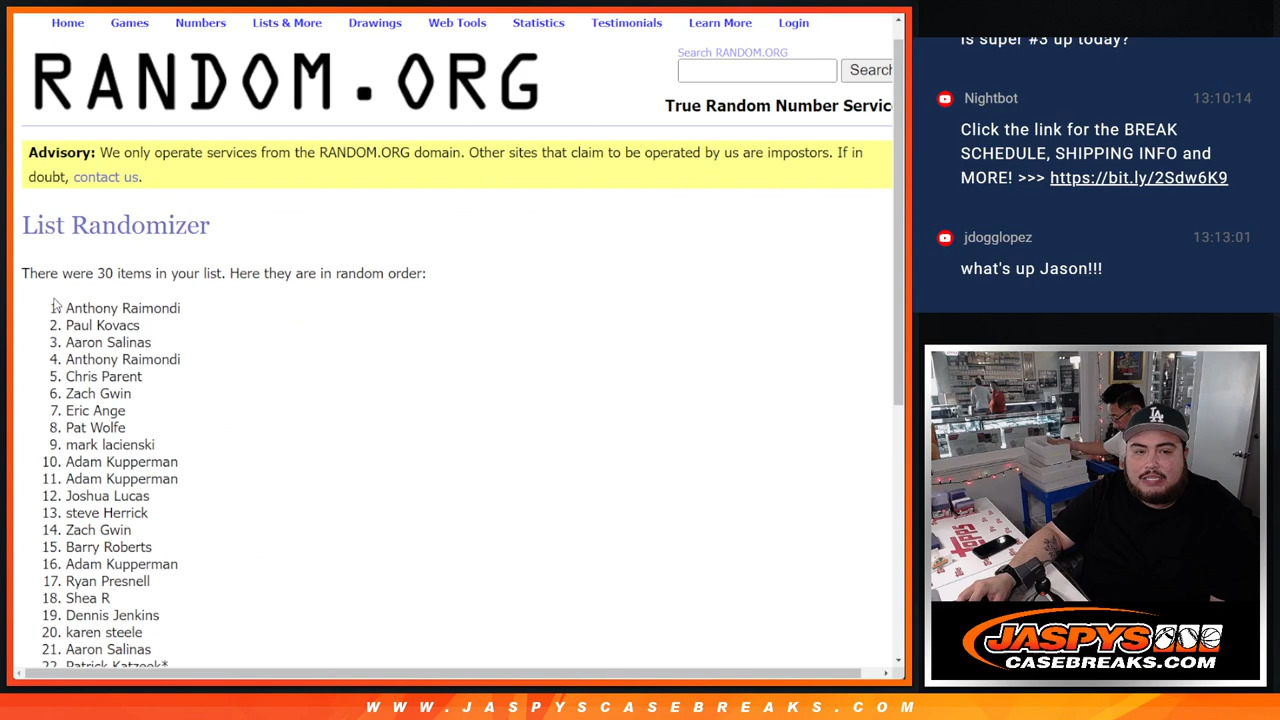 Home Games Numbers Lists & More Drawings Web Tools Statistics Testimonials Learn More Login
RANDOM.ORG
Search RANDOM.ORG
Search
True Random Number Servic
Advisory: We only operate services from the RANDOM.ORG domain. Other sites that claim to be operated by us are impostors. If in
doubt, contact us.
List Randomizer
There were 30 items in your list. Here they are in random order:
1. Anthony Raimondi
2. Paul Kovacs
3. Aaron Salinas
4. Anthony Raimondi
5. Chris Parent
6. Zach Gwin
7. Eric Ange
8. Pat Wolfe
9. mark lacienski
10. Adam Kupperman
11. Adam Kupperman
12. Joshua Lucas
13. steve Herrick
14. Zach Gwin
15. Barry Roberts
16. Adam Kupperman
17. Ryan Presnell
18. Shea R
19. Dennis Jenkins
20. karen steele
21. Aaron Salinas
22. Patrick Katzeek*
is super #3 up today?
Nightbot 13:10:14
Click the link for the BREAK
SCHEDULE, SHIPPING INFO and
MORE! >>> https://bit.ly/2Sdw6K9
jdogglopez 13:13:01
what's up Jason!!!
LA
topps
JASPYS
CASEBREAKS.COM
WWW.JASPYSCASEBREAKS.COM